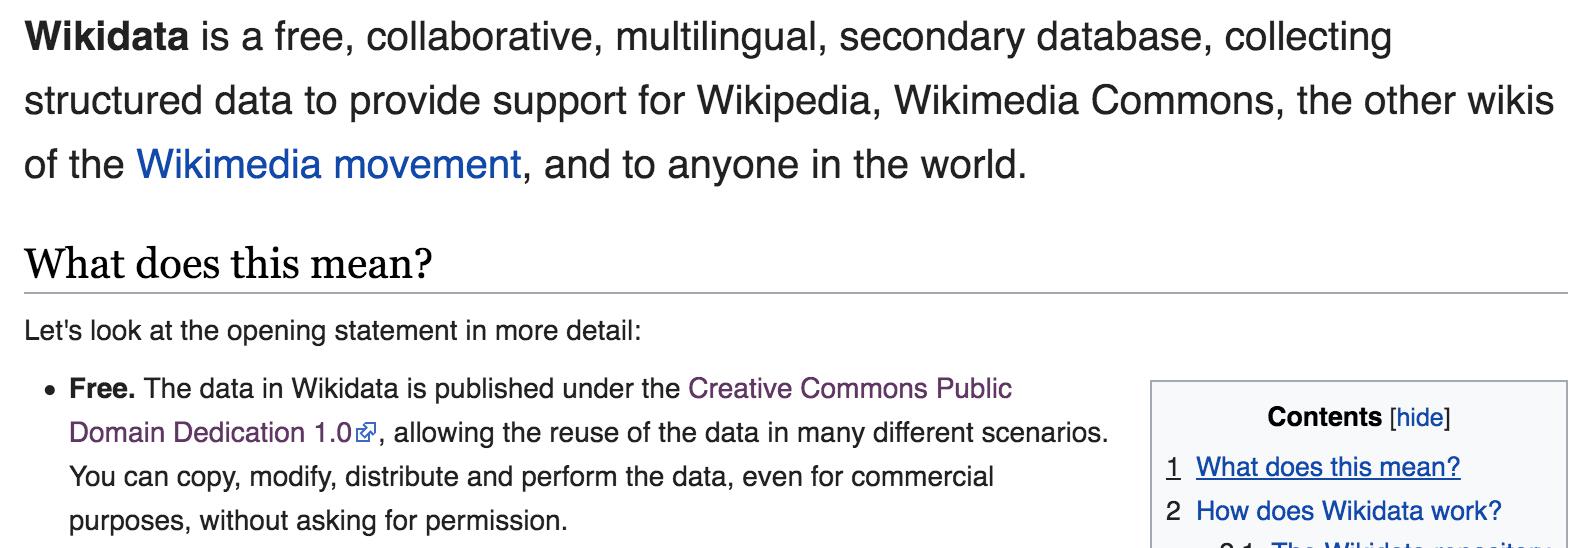 Wikidata is a free, collaborative, multilingual, secondary database, collecting
structured data to provide support for Wikipedia, Wikimedia Commons, the other wikis
of the Wikimedia movement, and to anyone in the world.
What does this mean?
Let's look at the opening statement in more detail:
• Free. The data in Wikidata is published under the Creative Commons Public
Domain Dedication 1.0, allowing the reuse of the data in many different scenarios.
You can copy, modify, distribute and perform the data, even for commercial
purposes, without asking for permission.
Contents [hide]
1 What does this mean?
2 How does Wikidata work?
2.1 The Wikidata repository